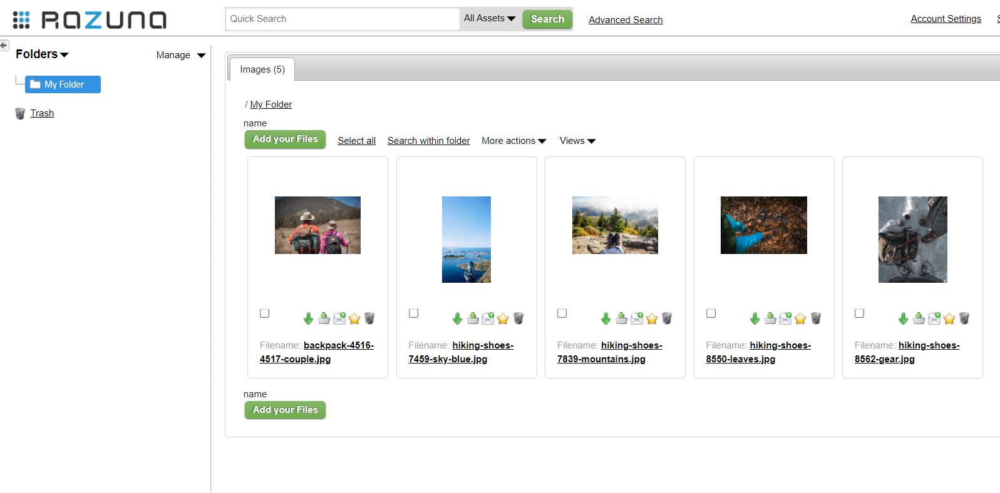 RAZUNA
Quick Search
All Assets
Search
Advanced Search
Account Settings
Folders
Manage
My Folder
Trash
Images (5)
/ My Folder
name
Add your Files
Select all
Search within folder
More actions
Views
Filename: backpack-4516-
4517-couple.jpg
Filename: hiking-shoes-
7459-sky-blue.jpg
Filename: hiking-shoes-
7839-mountains.jpg
Filename: hiking-shoes-
8550-leaves.jpg
Filename: hiking-shoes-
8562-gear.jpg
name
Add your Files